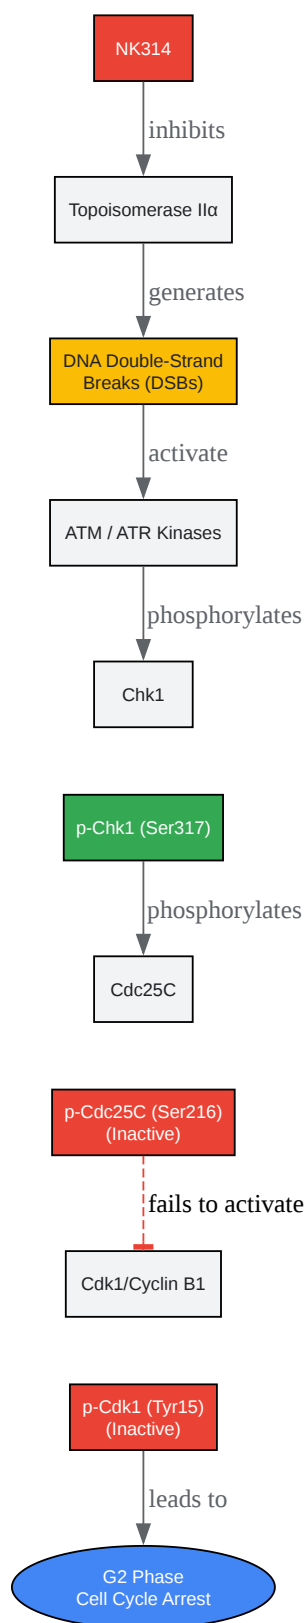 NK314
inhibits
Topoisomerase IIα
generates
DNA Double-Strand
Breaks (DSBs)
activate
ATM / ATR Kinases
phosphorylates
Chk1
p-Chk1 (Ser317)
phosphorylates
Cdc25C
p-Cdc25C (Ser216)
(Inactive)
fails to activate
Cdk1/Cyclin B1
p-Cdk1 (Tyr15)
(Inactive)
leads to
G2 Phase
Cell Cycle Arrest